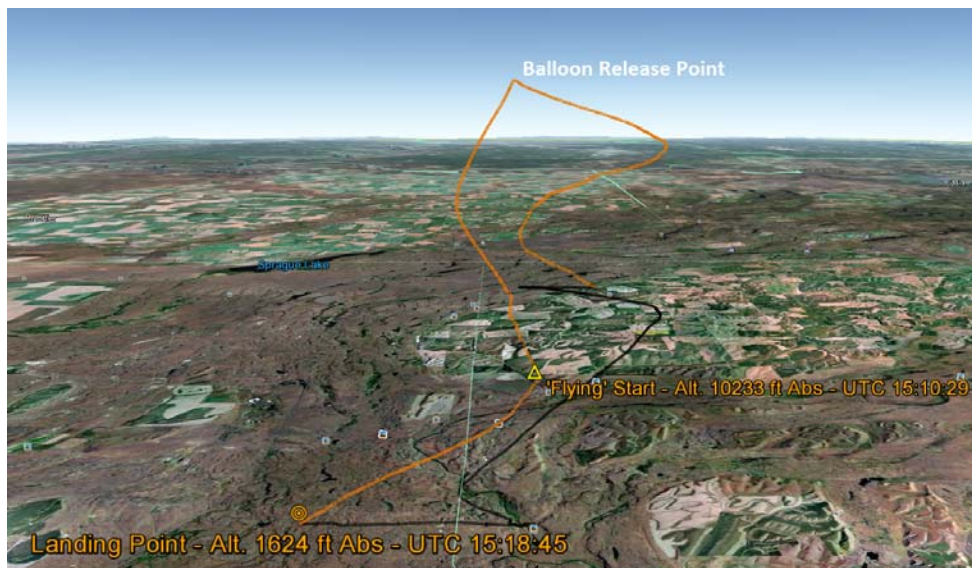 Balloon Release Point
Sprague Lake
'Flying' Start - Alt. 10233 ft Abs - UTC 15:10:29
Landing Point - Alt. 1624 ft Abs - UTC 15:18:45